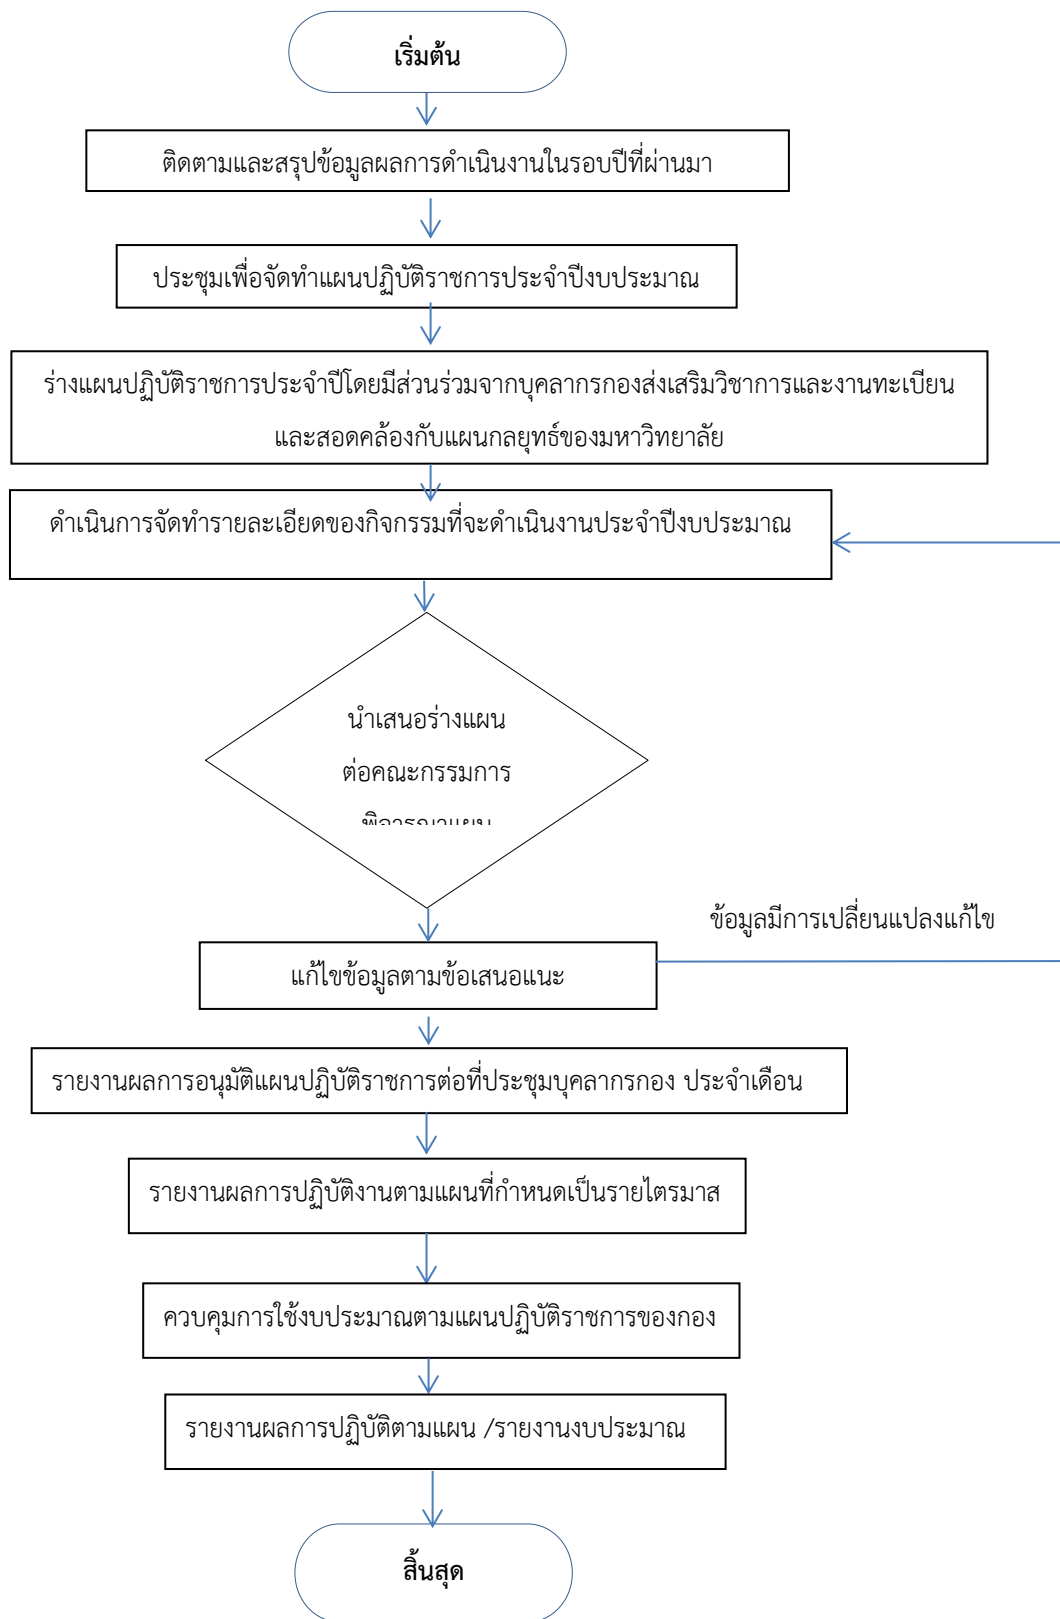 เริ่มต้น
ติดตามและสรุปข้อมูลผลการดำเนินงานในรอบปีที่ผ่านมา
ประชุมเพื่อจัดทำแผนปฏิบัติราชการประจำปีงบประมาณ
ร่างแผนปฏิบัติราชการประจำปีโดยมีส่วนร่วมจากบุคลากรกองส่งเสริมวิชาการและงานทะเบียน
และสอดคล้องกับแผนกลยุทธ์ของมหาวิทยาลัย
ดำเนินการจัดทำรายละเอียดของกิจกรรมที่จะดำเนินงานประจำปีงบประมาณ
นำเสนอร่างแผน
ต่อคณะกรรมการ
พิจารณาแผน
ข้อมูลมีการเปลี่ยนแปลงแก้ไข
แก้ไขข้อมูลตามข้อเสนอแนะ
รายงานผลการอนุมัติแผนปฏิบัติราชการต่อที่ประชุมบุคลากรกอง ประจำเดือน
รายงานผลการปฏิบัติงานตามแผนที่กำหนดเป็นรายไตรมาส
ควบคุมการใช้งบประมาณตามแผนปฏิบัติราชการของกอง
รายงานผลการปฏิบัติตามแผน /รายงานงบประมาณ
สิ้นสุด